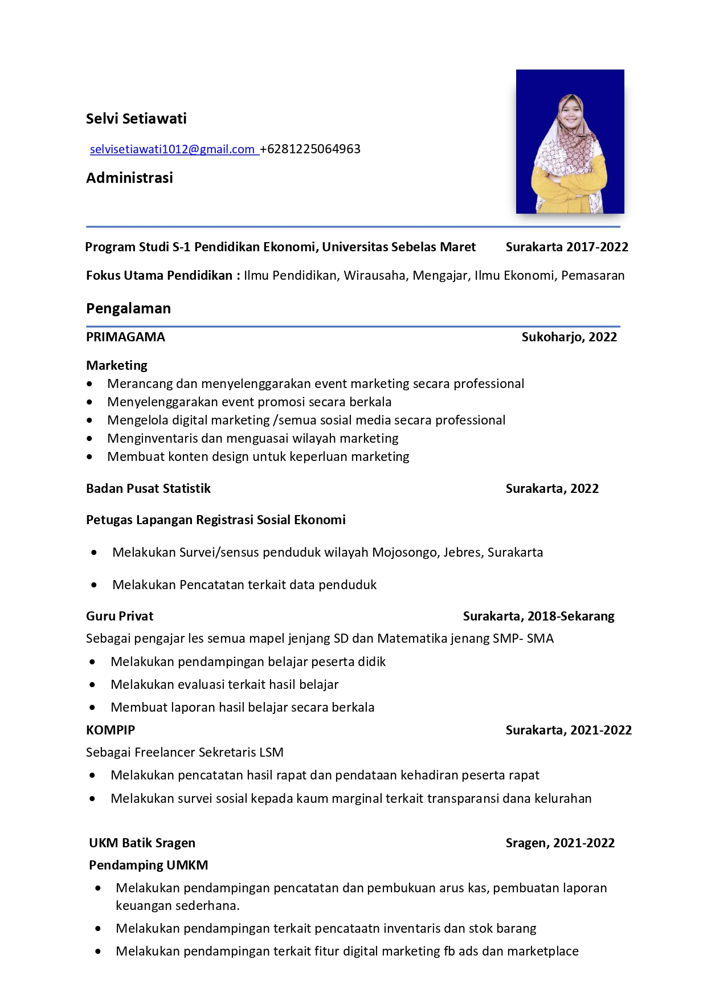 Selvi Setiawati
selvisetiawati1012@gmail.com +6281225064963
Administrasi
Program Studi S-1 Pendidikan Ekonomi, Universitas Sebelas Maret Surakarta 2017-2022
Fokus Utama Pendidikan : Ilmu Pendidikan, Wirausaha, Mengajar, Ilmu Ekonomi, Pemasaran
Pengalaman
PRIMAGAMA Sukoharjo, 2022
Marketing
• Merancang dan menyelenggarakan event marketing secara professional
• Menyelenggarakan event promosi secara berkala
• Mengelola digital marketing /semua sosial media secara professional
• Menginventaris dan menguasai wilayah marketing
• Membuat konten design untuk keperluan marketing
Badan Pusat Statistik Surakarta, 2022
Petugas Lapangan Registrasi Sosial Ekonomi
• Melakukan Survei/sensus penduduk wilayah Mojosongo, Jebres, Surakarta
• Melakukan Pencatatan terkait data penduduk
Guru Privat Surakarta, 2018-Sekarang
Sebagai pengajar les semua mapel jenjang SD dan Matematika jenang SMP- SMA
• Melakukan pendampingan belajar peserta didik
• Melakukan evaluasi terkait hasil belajar
• Membuat laporan hasil belajar secara berkala
KOMPIP Surakarta, 2021-2022
Sebagai Freelancer Sekretaris LSM
• Melakukan pencatatan hasil rapat dan pendataan kehadiran peserta rapat
• Melakukan survei sosial kepada kaum marginal terkait transparansi dana kelurahan
UKM Batik Sragen Sragen, 2021-2022
Pendamping UMKM
• Melakukan pendampingan pencatatan dan pembukuan arus kas, pembuatan laporan
keuangan sederhana.
• Melakukan pendampingan terkait pencataatn inventaris dan stok barang
• Melakukan pendampingan terkait fitur digital marketing fb ads dan marketplace